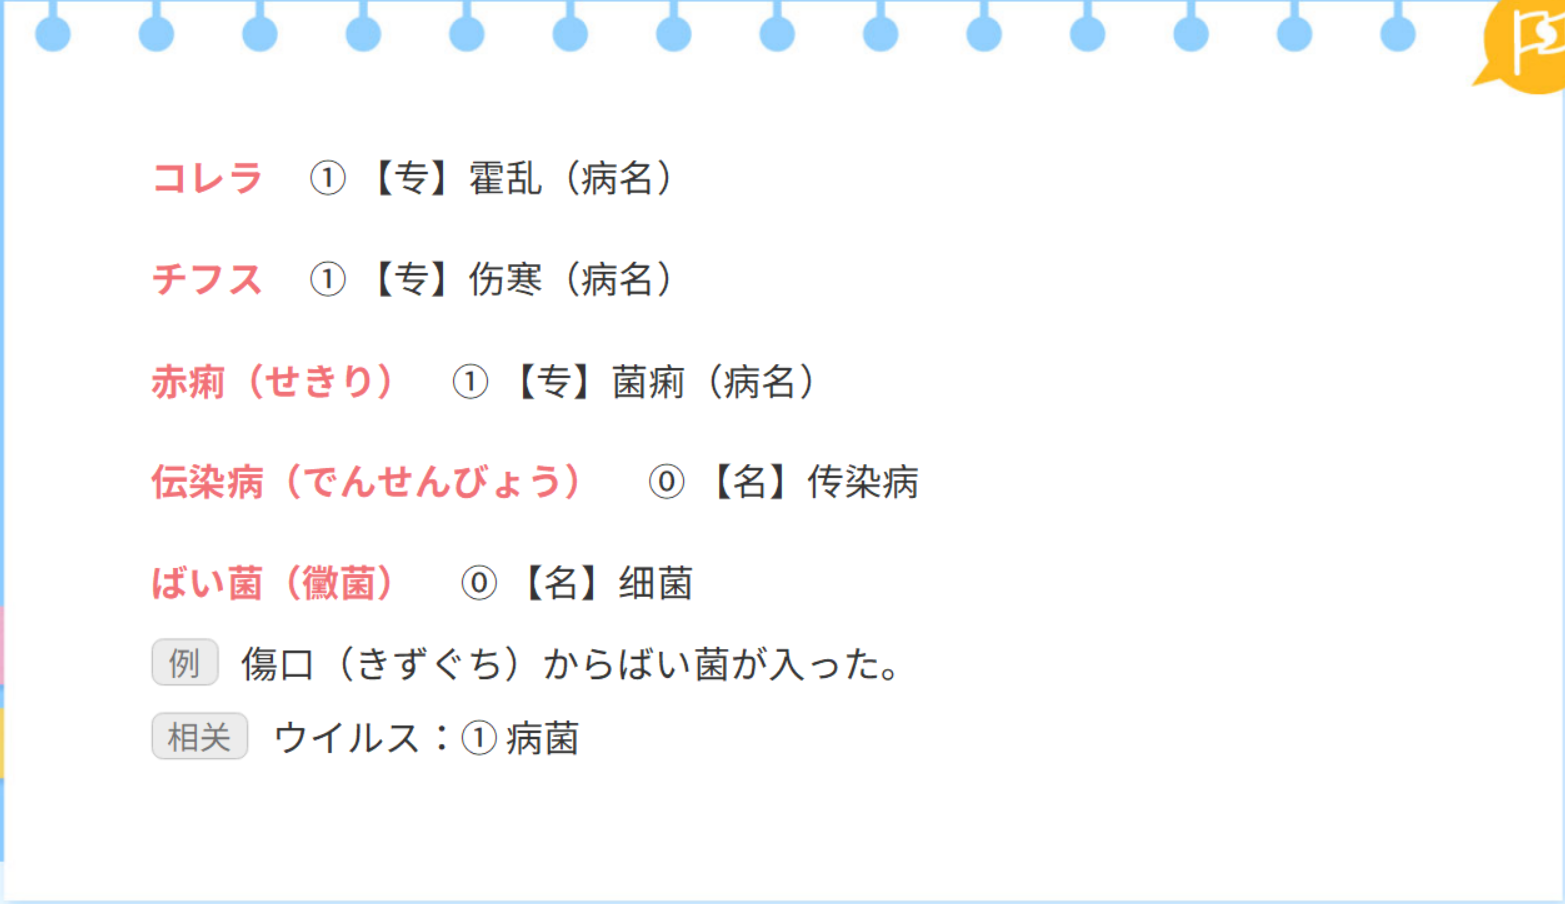 コレラ ① 【专】霍乱（病名）
チフス ① 【专】伤寒（病名）
赤痢（せきり） ① 【专】菌痢（病名）
伝染病（でんせんびょう） ⓪ 【名】传染病
ばい菌（黴菌） ⓪ 【名】细菌
例 傷口（きずぐち）からばい菌が入った。
相关 ウイルス：① 病菌